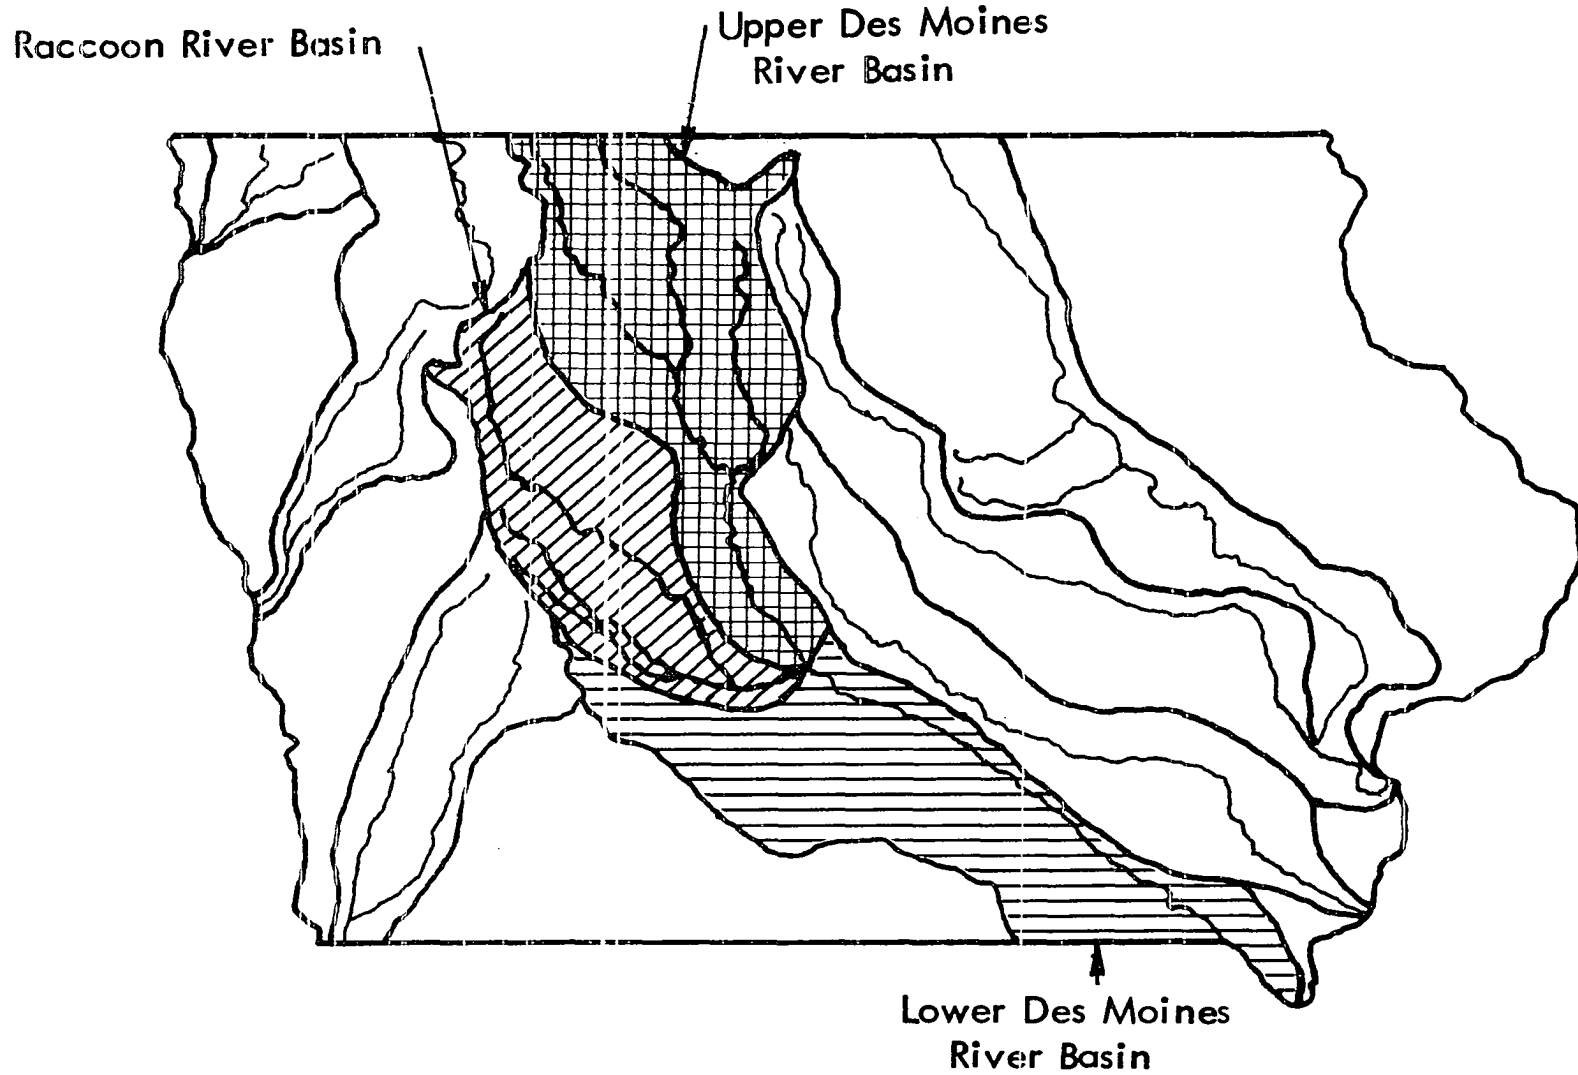 Raccoon River Basin
Upper Des Moines
River Basin
Lower Des Moines
River Basin